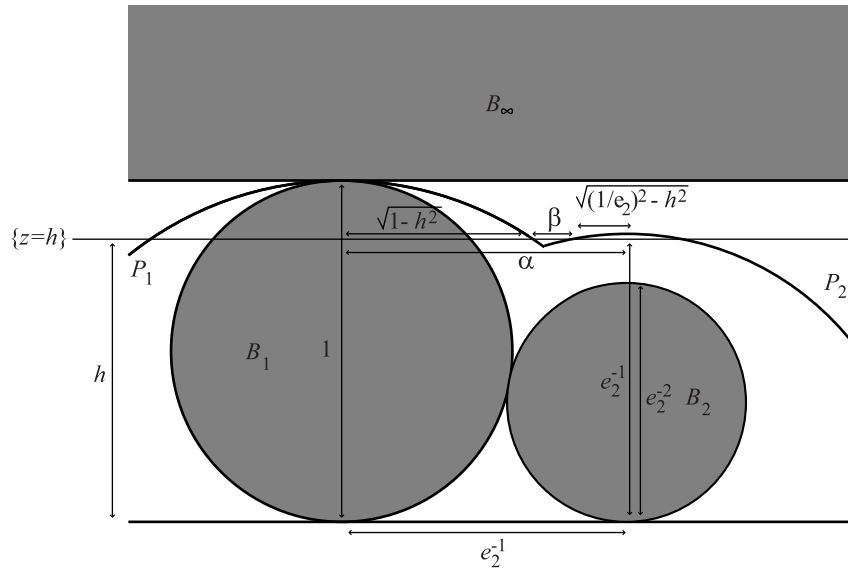 B∞
√(1/e₂)² - h²
√1 - h²
β
{z=h}
α
P₁
P₂
B₁
1
h
e₂⁻¹
e₂⁻²
B₂
e₂⁻¹